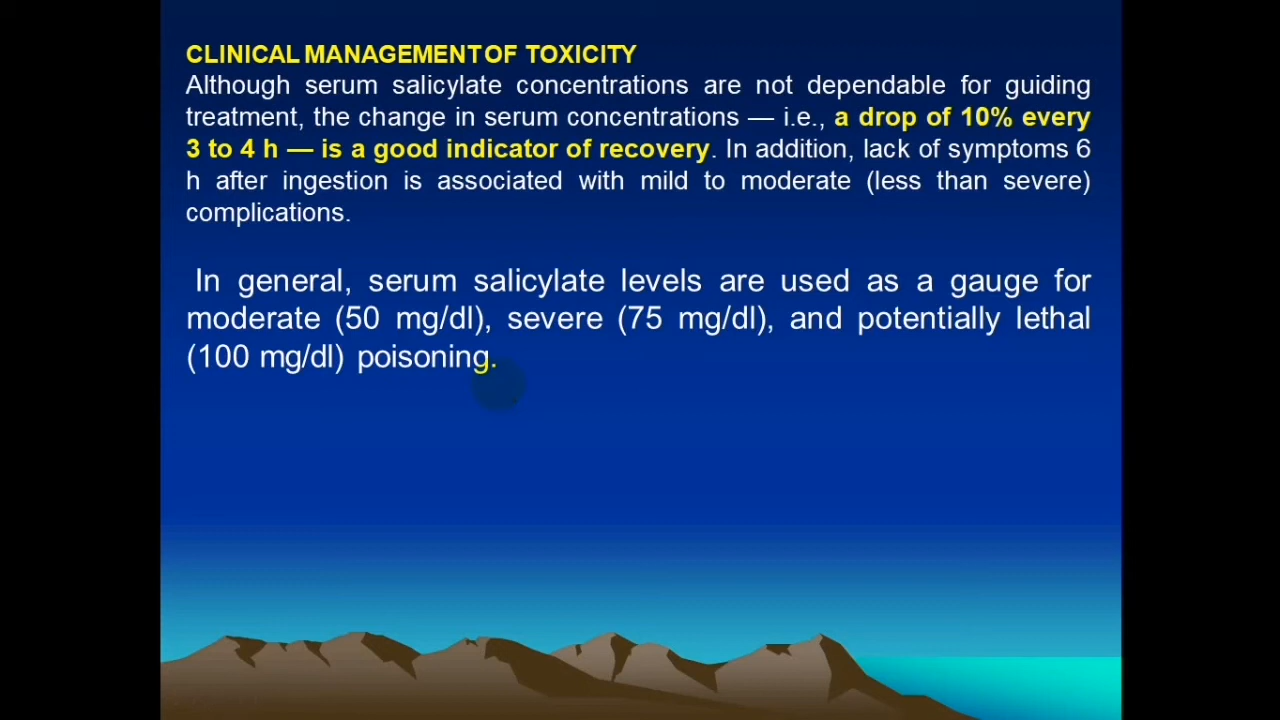 CLINICAL MANAGEMENT OF TOXICITY
Although serum salicylate concentrations are not dependable for guiding
treatment, the change in serum concentrations — i.e., a drop of 10% every
3 to 4 h — is a good indicator of recovery. In addition, lack of symptoms 6
h after ingestion is associated with mild to moderate (less than severe)
complications.
In general, serum salicylate levels are used as a gauge for
moderate (50 mg/dl), severe (75 mg/dl), and potentially lethal
(100 mg/dl) poisoning.